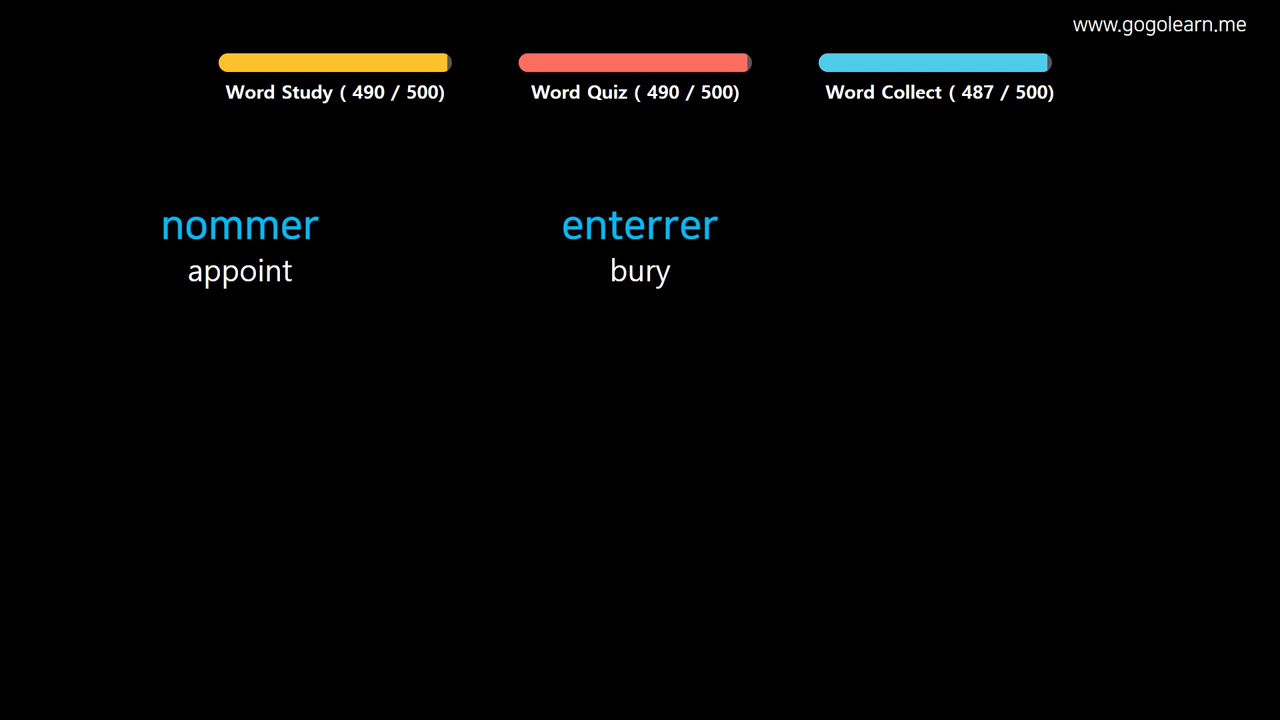 www.gogolearn.me
Word Study ( 490 / 500)
Word Quiz ( 490 / 500)
Word Collect ( 487 / 500)
nommer
appoint
enterrer
bury